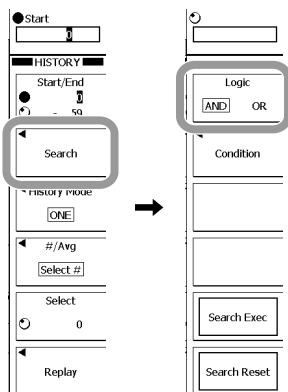 Start
0
HISTORY
Start/End
0
- 59
Search
History Mode
ONE
#/Avg
Select #
Select
0
Replay
Logic
AND OR
Condition
Search Exec
Search Reset